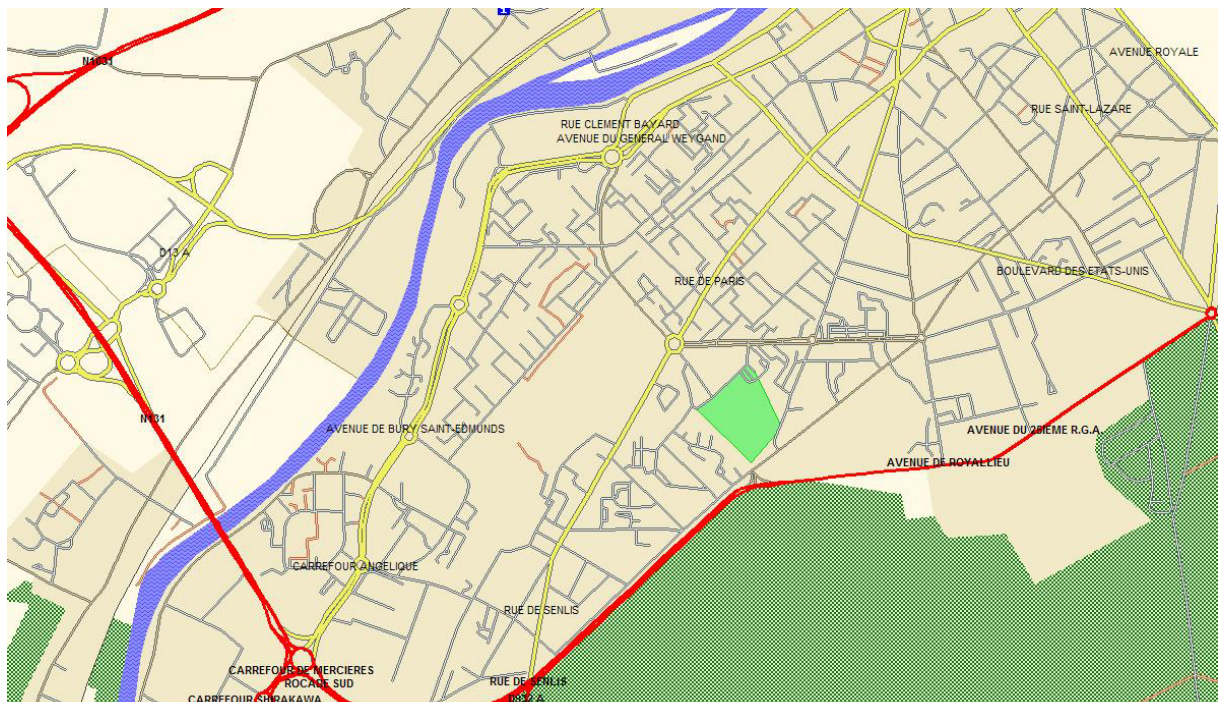 AVENUE ROYALE
N1031
RUE SAINT-LAZARE
RUE CLEMENT BAYARD
AVENUE DU GENERAL WEYGAND
D13 A
BOULEVARD DES ETATS-UNIS
RUE DE PARIS
N131
AVENUE DE BURY SAINT-EDMUNDS
AVENUE DU 25IEME R.G.A.
AVENUE DE ROYALLIEU
CARREFOUR ANGELIQUE
RUE DE SENLIS
CARREFOUR DE MERCIERES
ROCADE SUD
RUE DE SENLIS
CARREFOUR SHIRAKAWA
D932 A